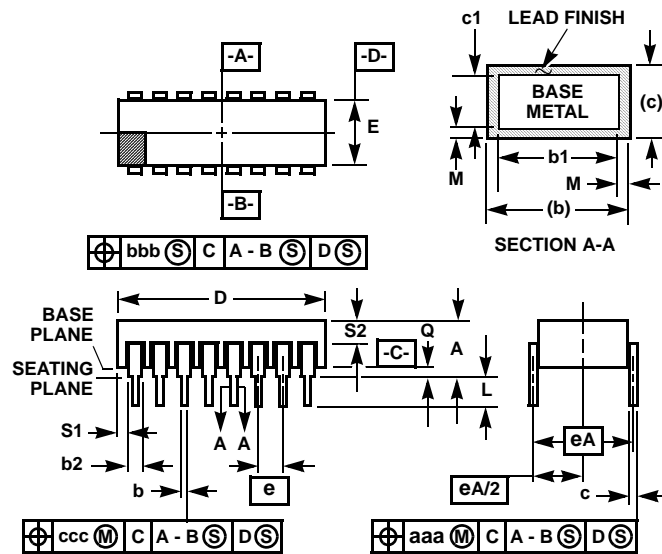 c1
LEAD FINISH
-A-
-D-
E
BASE
METAL
(c)
M
b1
M
(b)
-B-
SECTION A-A
⌖ bbb Ⓢ C A - B Ⓢ D Ⓢ
D
BASE
PLANE
SEATING
PLANE
S2
Q
-C-
A
L
S1
b2
A A
b
e
eA
eA/2
c
⌖ ccc Ⓜ C A - B Ⓢ D Ⓢ
⌖ aaa Ⓜ C A - B Ⓢ D Ⓢ